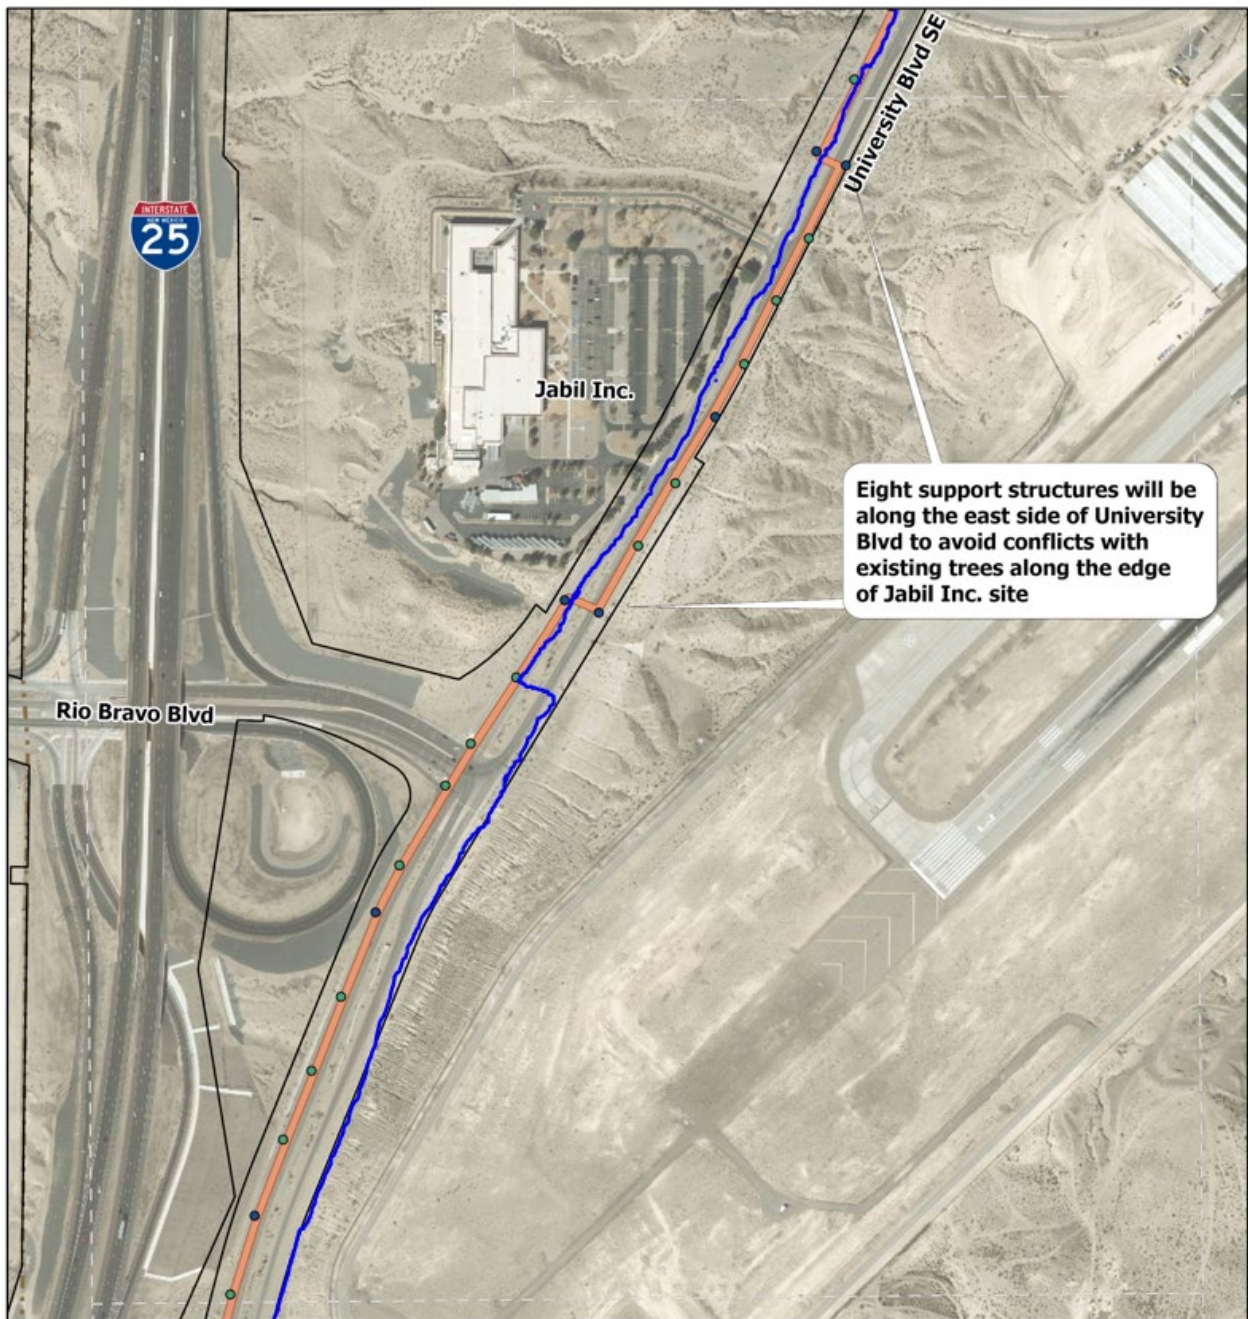 University Blvd SE
INTERSTATE
NEW MEXICO
25
Jabil Inc.
Eight support structures will be
along the east side of University
Blvd to avoid conflicts with
existing trees along the edge
of Jabil Inc. site
Rio Bravo Blvd